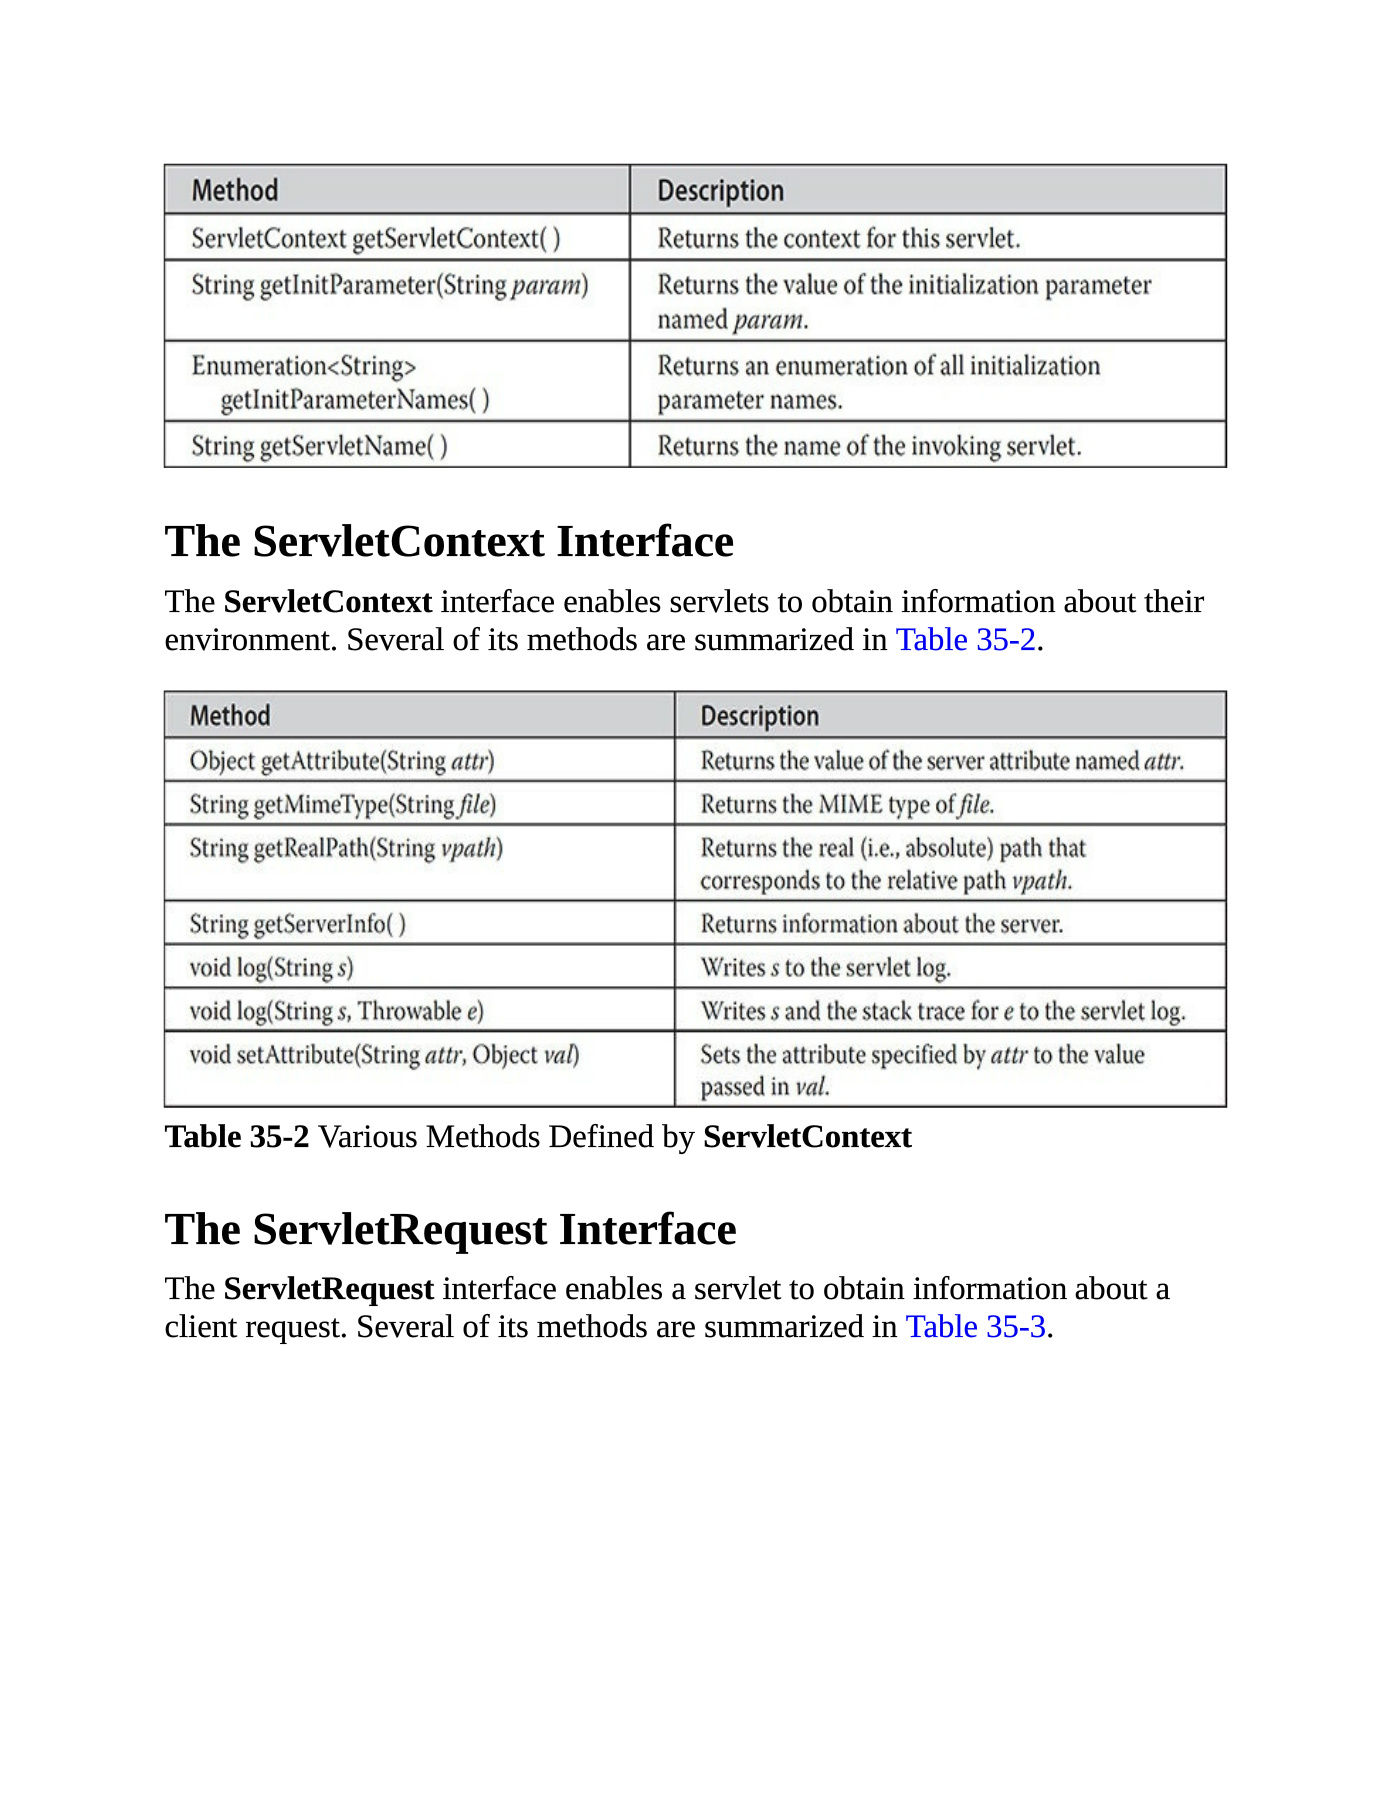 Method Description
ServletContext getServletContext( ) Returns the context for this servlet.
String getInitParameter(String param) Returns the value of the initialization parameter
named param.
Enumeration<String> Returns an enumeration of all initialization
getInitParameterNames( ) parameter names.
String getServletName( ) Returns the name of the invoking servlet.
The ServletContext Interface
The ServletContext interface enables servlets to obtain information about their
environment. Several of its methods are summarized in Table 35-2.
Method Description
Object getAttribute(String attr) Returns the value of the server attribute named attr.
String getMimeType(String file) Returns the MIME type of file.
String getRealPath(String vpath) Returns the real (i.e., absolute) path that
corresponds to the relative path vpath.
String getServerInfo( ) Returns information about the server.
void log(String s) Writes s to the servlet log.
void log(String s, Throwable e) Writes s and the stack trace for e to the servlet log.
void setAttribute(String attr, Object val) Sets the attribute specified by attr to the value
passed in val.
Table 35-2 Various Methods Defined by ServletContext
The ServletRequest Interface
The ServletRequest interface enables a servlet to obtain information about a
client request. Several of its methods are summarized in Table 35-3.